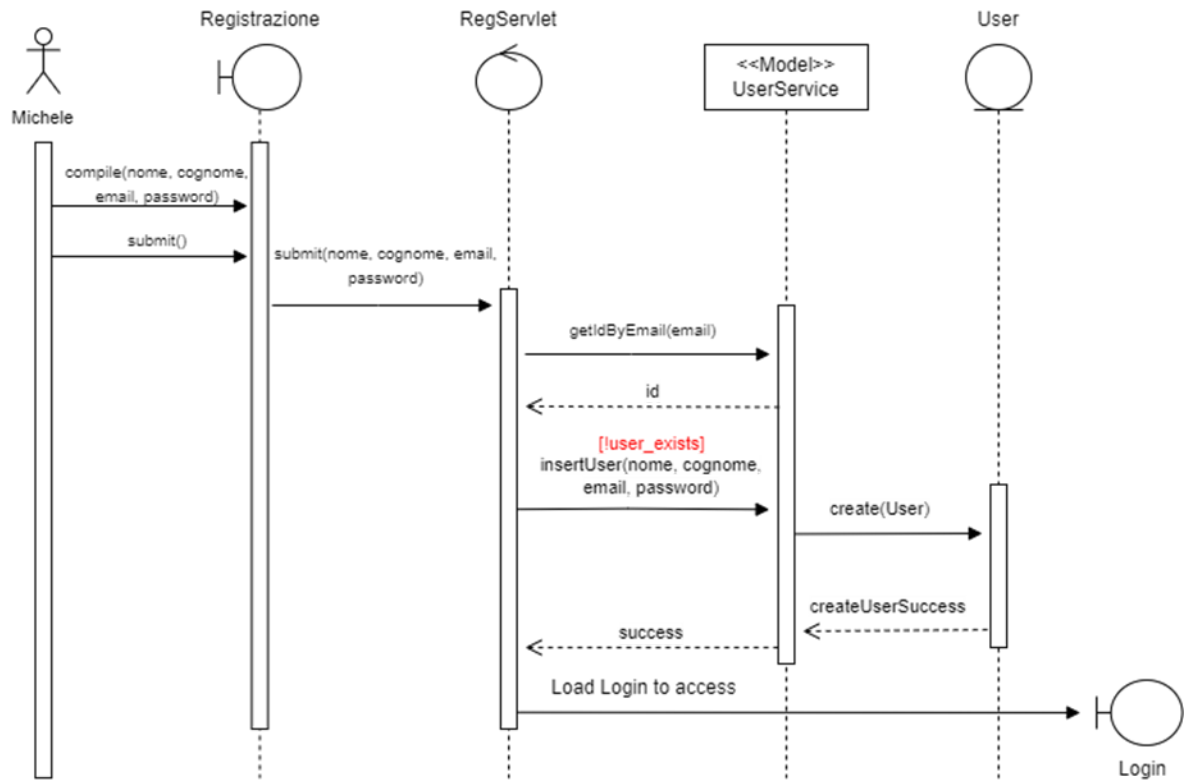 Registrazione
RegServlet
User
<<Model>>
UserService
Michele
compile(nome, cognome,
email, password)
submit()
submit(nome, cognome, email,
password)
getIdByEmail(email)
id
[!user_exists]
insertUser(nome, cognome,
email, password)
create(User)
createUserSuccess
success
Load Login to access
Login